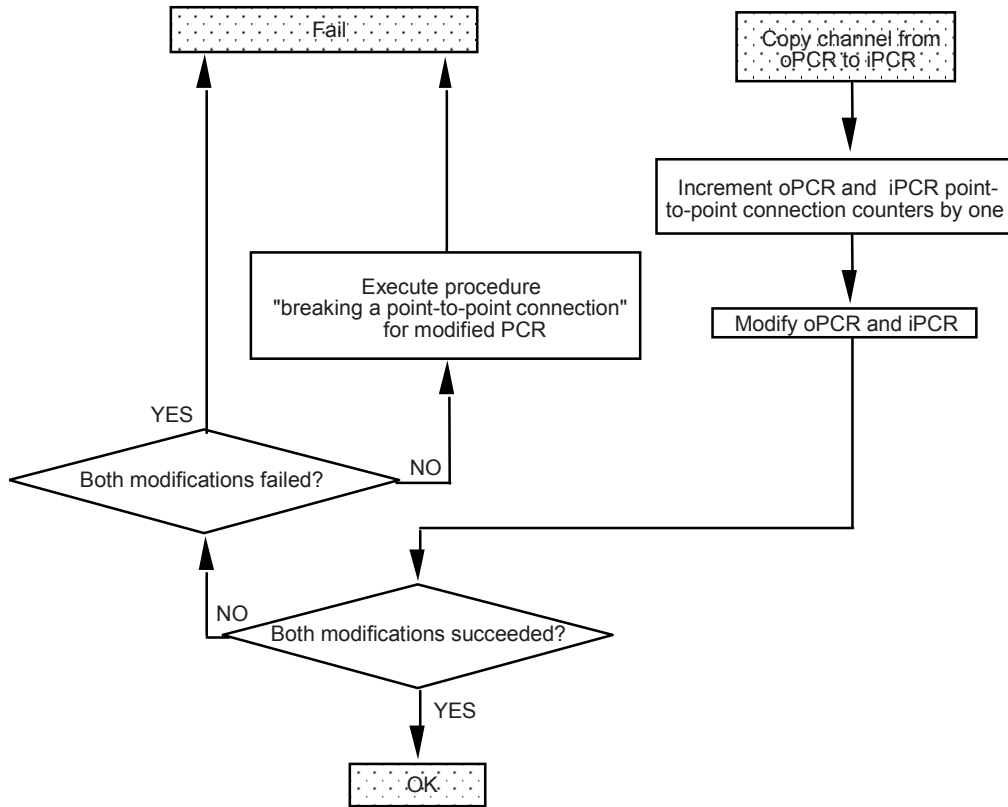 Fail
Copy channel from
oPCR to iPCR
Increment oPCR and iPCR point-
to-point connection counters by one
Execute procedure
"breaking a point-to-point connection"
for modified PCR
Modify oPCR and iPCR
YES
Both modifications failed?
NO
NO
Both modifications succeeded?
YES
OK